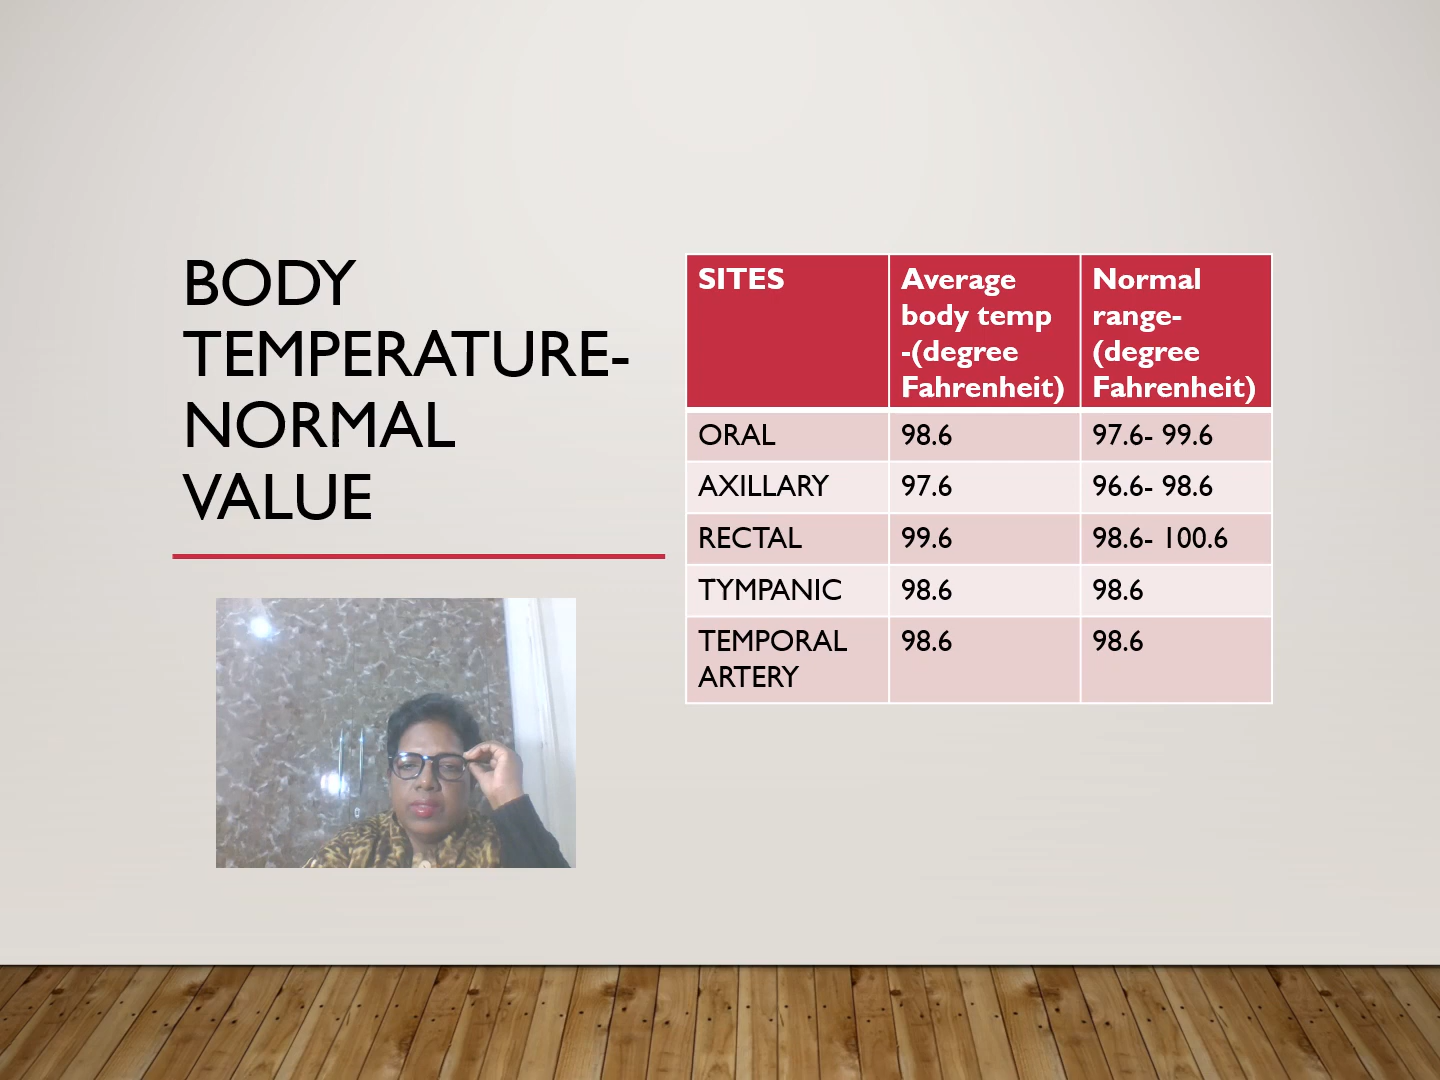 BODY
TEMPERATURE-
NORMAL
VALUE
SITES
Average
body temp
-(degree
Fahrenheit)
Normal
range-
(degree
Fahrenheit)
ORAL
98.6
97.6- 99.6
AXILLARY
97.6
96.6- 98.6
RECTAL
99.6
98.6- 100.6
TYMPANIC
98.6
98.6
TEMPORAL
ARTERY
98.6
98.6